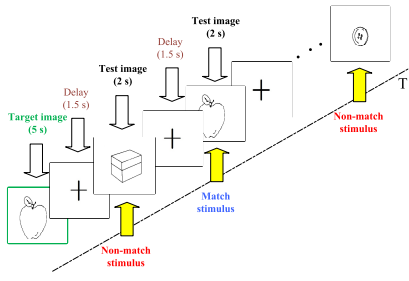 Test image
(2 s)
Delay
(1.5 s)
Test image
(2 s)
Delay
(1.5 s)
Target image
(5 s)
T
Non-match
stimulus
Match
stimulus
Non-match
stimulus